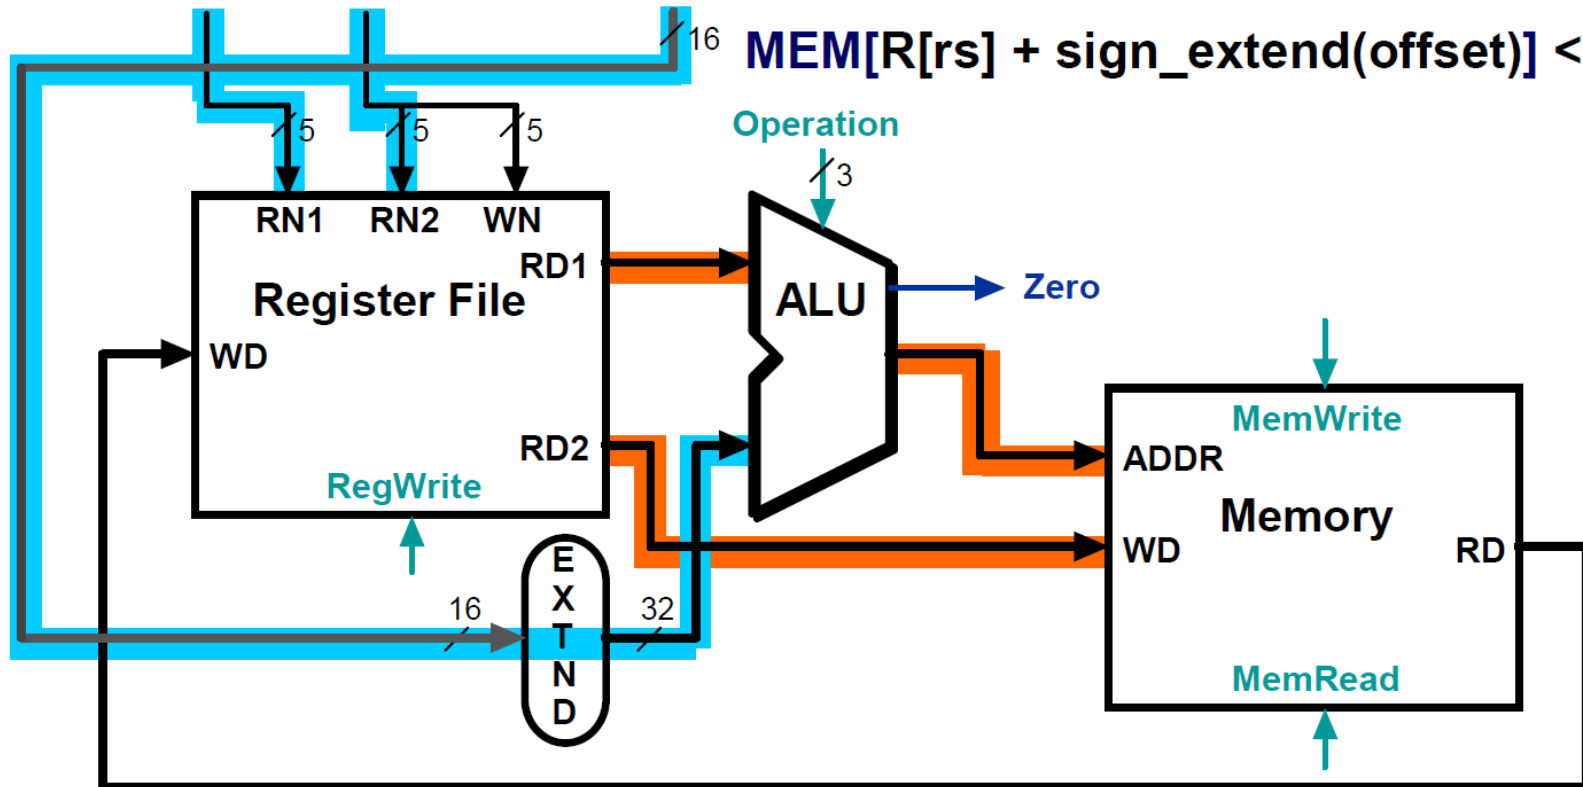 16 MEM[R[rs] + sign_extend(offset)] <
Operation
5 5 5
3
RN1 RN2 WN
RD1
Register File
ALU
Zero
WD
MemWrite
RD2
ADDR
RegWrite
Memory
WD RD
E
X
T
N
D
16 32
MemRead